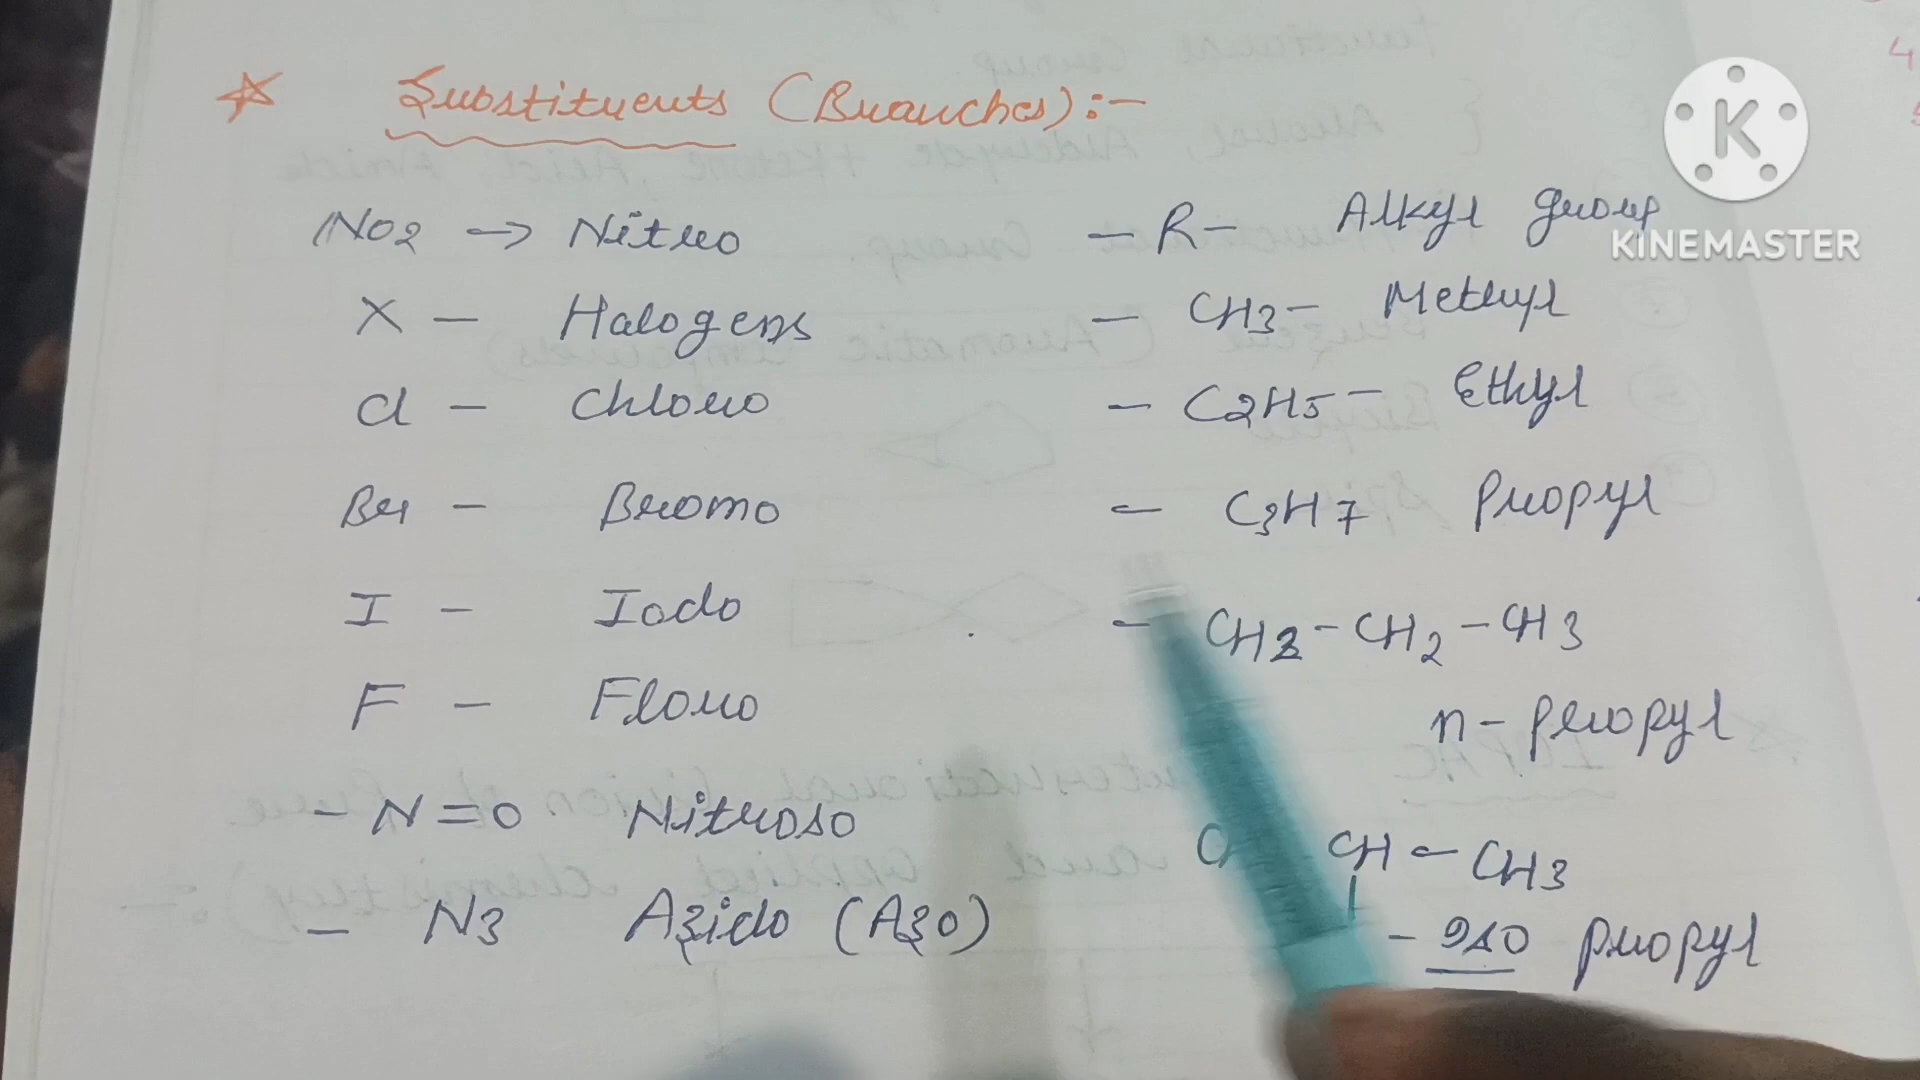 ☆ Substituents (Branches):-
NO2 → Nitro
X - Halogens
Cl - Chloro
Br - Bromo
I - Iodo
F - Floro
- N=O Nitroso
- N3 Azido (Azo)
- R- Alkyl group
- CH3- Methyl
- C2H5- Ethyl
- C3H7 Propyl
- CH2-CH2-CH3
n-propyl
CH-CH3
- iso propyl
K
KINEMASTER